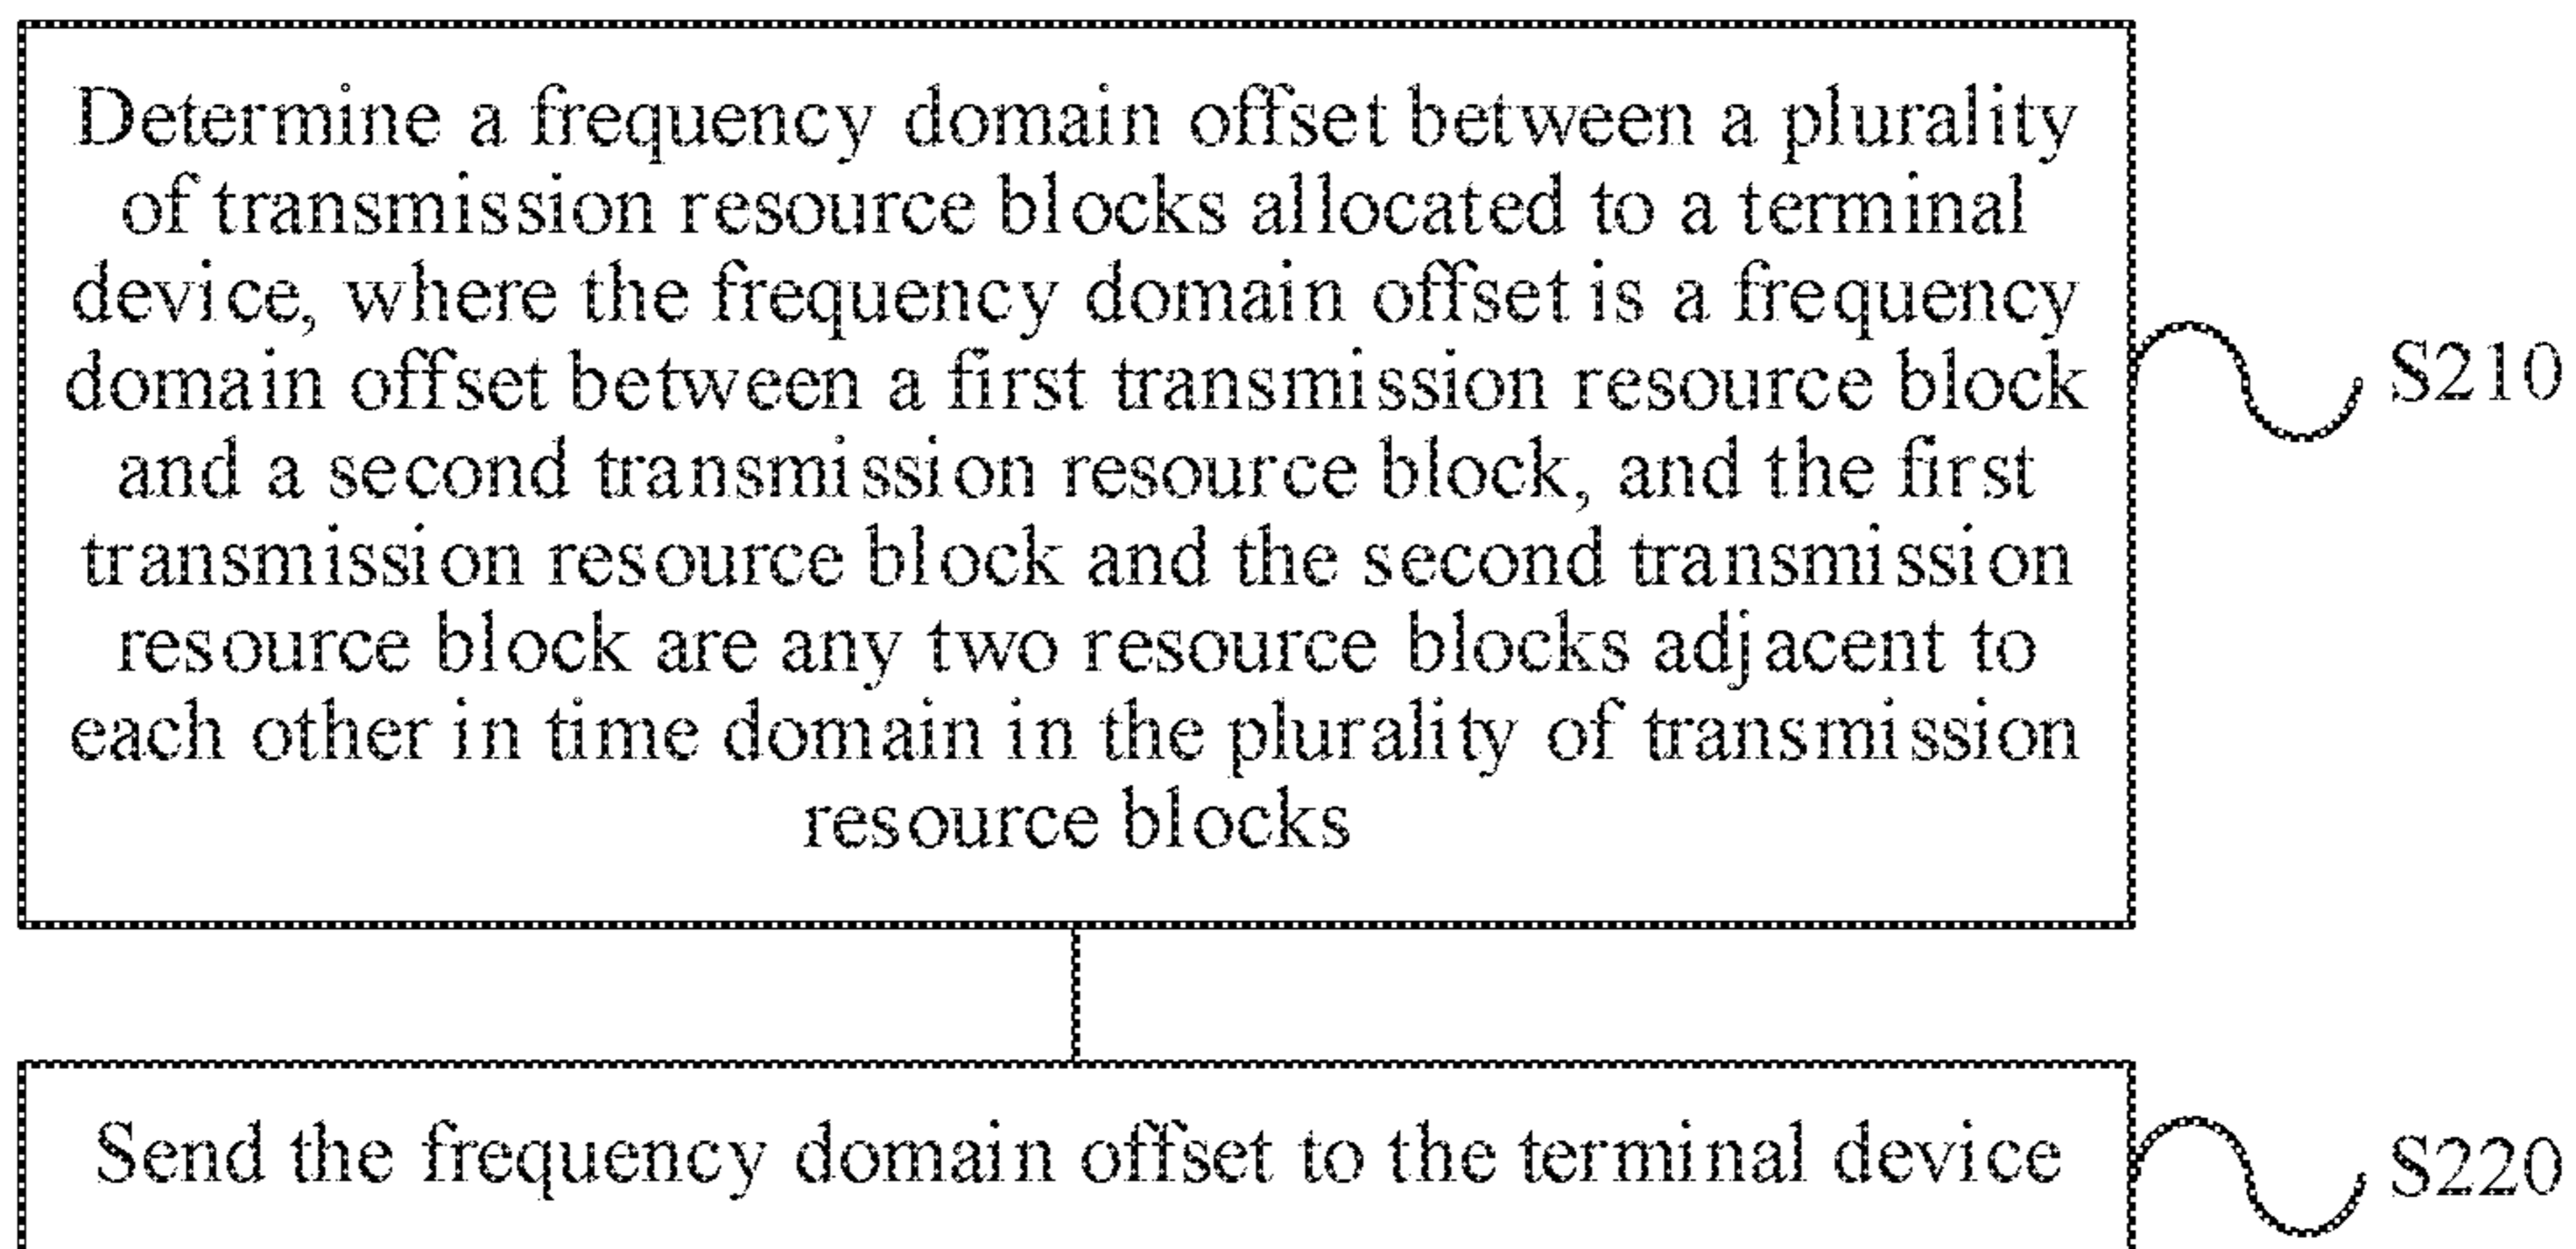 Determine a frequency domain offset between a plurality
of transmission resource blocks allocated to a terminal
device, where the frequency domain offset is a frequency
domain offset between a first transmission resource block
and a second transmission resource block, and the first
transmission resource block and the second transmission
resource block are any two resource blocks adjacent to
each other in time domain in the plurality of transmission
resource blocks
S210
Send the frequency domain offset to the terminal device
S220